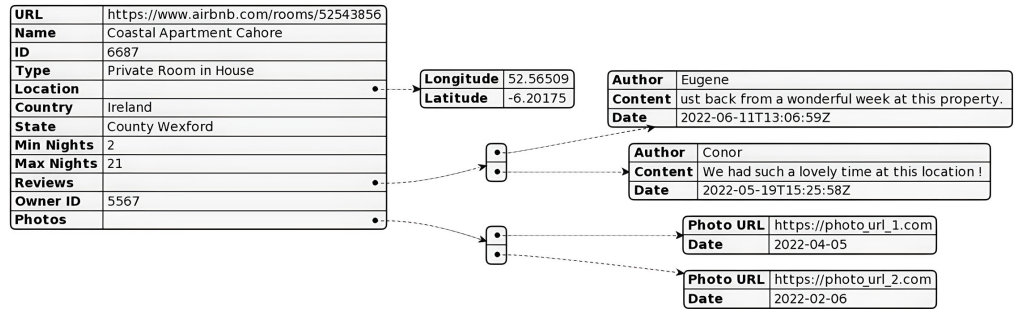 URL https://www.airbnb.com/rooms/52543856
Name Coastal Apartment Cahore
ID 6687
Type Private Room in House
Location
Country Ireland
State County Wexford
Min Nights 2
Max Nights 21
Reviews
Owner ID 5567
Photos
Longitude 52.56509
Latitude -6.20175
Author Eugene
Content ust back from a wonderful week at this property.
Date 2022-06-11T13:06:59Z
Author Conor
Content We had such a lovely time at this location !
Date 2022-05-19T15:25:58Z
Photo URL https://photo_url_1.com
Date 2022-04-05
Photo URL https://photo_url_2.com
Date 2022-02-06